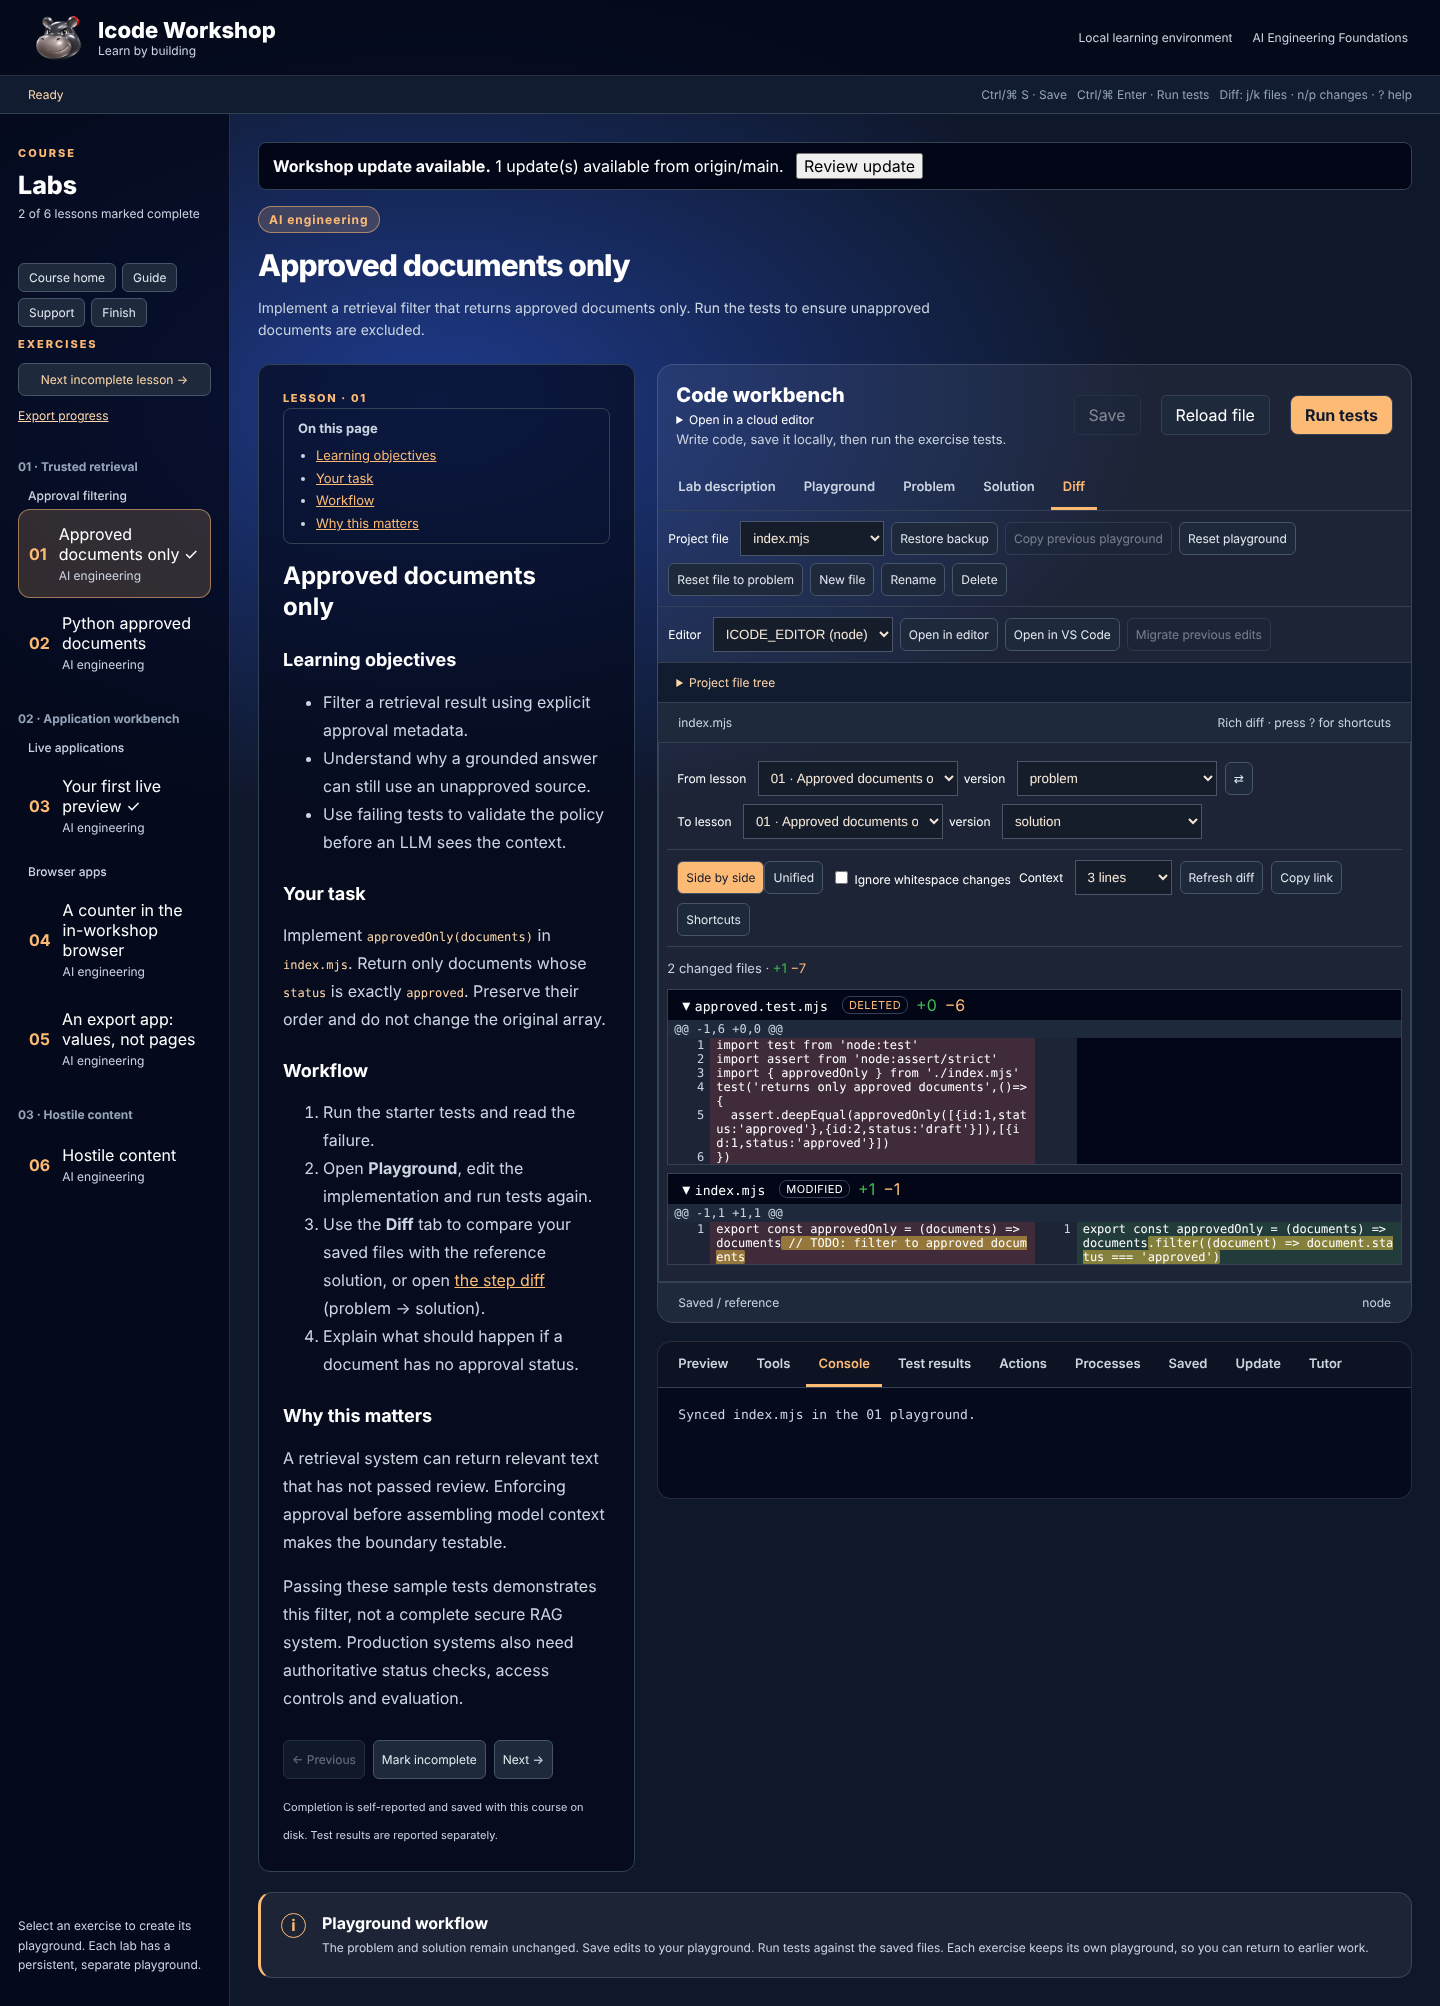 Icode Workshop
Learn by building
Local learning environment AI Engineering Foundations
Ready
Ctrl/⌘ S · Save Ctrl/⌘ Enter · Run tests Diff: j/k files · n/p changes · ? help
COURSE
Labs
2 of 6 lessons marked complete
Course home Guide
Support Finish
EXERCISES
Next incomplete lesson →
Export progress
01 · Trusted retrieval
Approval filtering
01 Approved
documents only ✓
AI engineering
02 Python approved
documents
AI engineering
02 · Application workbench
Live applications
03 Your first live
preview ✓
AI engineering
Browser apps
04 A counter in the
in-workshop
browser
AI engineering
05 An export app:
values, not pages
AI engineering
03 · Hostile content
06 Hostile content
AI engineering
Select an exercise to create its
playground. Each lab has a
persistent, separate playground.
Workshop update available. 1 update(s) available from origin/main. Review update
AI engineering
Approved documents only
Implement a retrieval filter that returns approved documents only. Run the tests to ensure unapproved
documents are excluded.
LESSON · 01
On this page
• Learning objectives
• Your task
• Workflow
• Why this matters
Approved documents
only
Learning objectives
• Filter a retrieval result using explicit
approval metadata.
• Understand why a grounded answer
can still use an unapproved source.
• Use failing tests to validate the policy
before an LLM sees the context.
Your task
Implement approvedOnly(documents) in
index.mjs. Return only documents whose
status is exactly approved. Preserve their
order and do not change the original array.
Workflow
1. Run the starter tests and read the
failure.
2. Open Playground, edit the
implementation and run tests again.
3. Use the Diff tab to compare your
saved files with the reference
solution, or open the step diff
(problem → solution).
4. Explain what should happen if a
document has no approval status.
Why this matters
A retrieval system can return relevant text
that has not passed review. Enforcing
approval before assembling model context
makes the boundary testable.
Passing these sample tests demonstrates
this filter, not a complete secure RAG
system. Production systems also need
authoritative status checks, access
controls and evaluation.
← Previous Mark incomplete Next →
Completion is self-reported and saved with this course on
disk. Test results are reported separately.
Code workbench
▶ Open in a cloud editor
Write code, save it locally, then run the exercise tests.
Save Reload file Run tests
Lab description Playground Problem Solution Diff
Project file index.mjs Restore backup Copy previous playground Reset playground
Reset file to problem New file Rename Delete
Editor ICODE_EDITOR (node) Open in editor Open in VS Code Migrate previous edits
▶ Project file tree
index.mjs Rich diff · press ? for shortcuts
From lesson 01 · Approved documents o version problem ⇄
To lesson 01 · Approved documents o version solution
Side by side Unified Ignore whitespace changes Context 3 lines Refresh diff Copy link
Shortcuts
2 changed files · +1 −7
▼ approved.test.mjs DELETED +0 −6
@@ -1,6 +0,0 @@
1 import test from 'node:test'
2 import assert from 'node:assert/strict'
3 import { approvedOnly } from './index.mjs'
4 test('returns only approved documents',()=>
{
5   assert.deepEqual(approvedOnly([{id:1,stat
us:'approved'},{id:2,status:'draft'}]),[{i
d:1,status:'approved'}])
6 })
▼ index.mjs MODIFIED +1 −1
@@ -1,1 +1,1 @@
1 export const approvedOnly = (documents) =>
documents // TODO: filter to approved docum
ents
1 export const approvedOnly = (documents) =>
documents.filter((document) => document.sta
tus === 'approved')
Saved / reference node
Preview Tools Console Test results Actions Processes Saved Update Tutor
Synced index.mjs in the 01 playground.
i Playground workflow
The problem and solution remain unchanged. Save edits to your playground. Run tests against the saved files. Each exercise keeps its own playground, so you can return to earlier work.